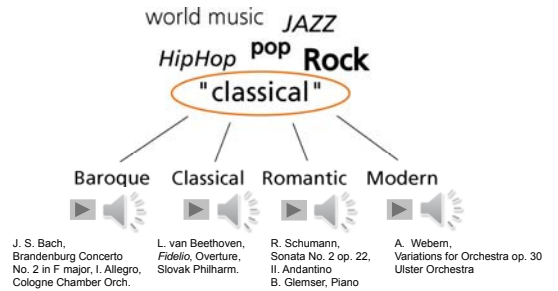 world music JAZZ
HipHop pop Rock
"classical"
Baroque Classical Romantic Modern
J. S. Bach,
Brandenburg Concerto
No. 2 in F major, I. Allegro,
Cologne Chamber Orch.
L. van Beethoven,
Fidelio, Overture,
Slovak Philharm.
R. Schumann,
Sonata No. 2 op. 22,
II. Andantino
B. Glemser, Piano
A. Webern,
Variations for Orchestra op. 30
Ulster Orchestra